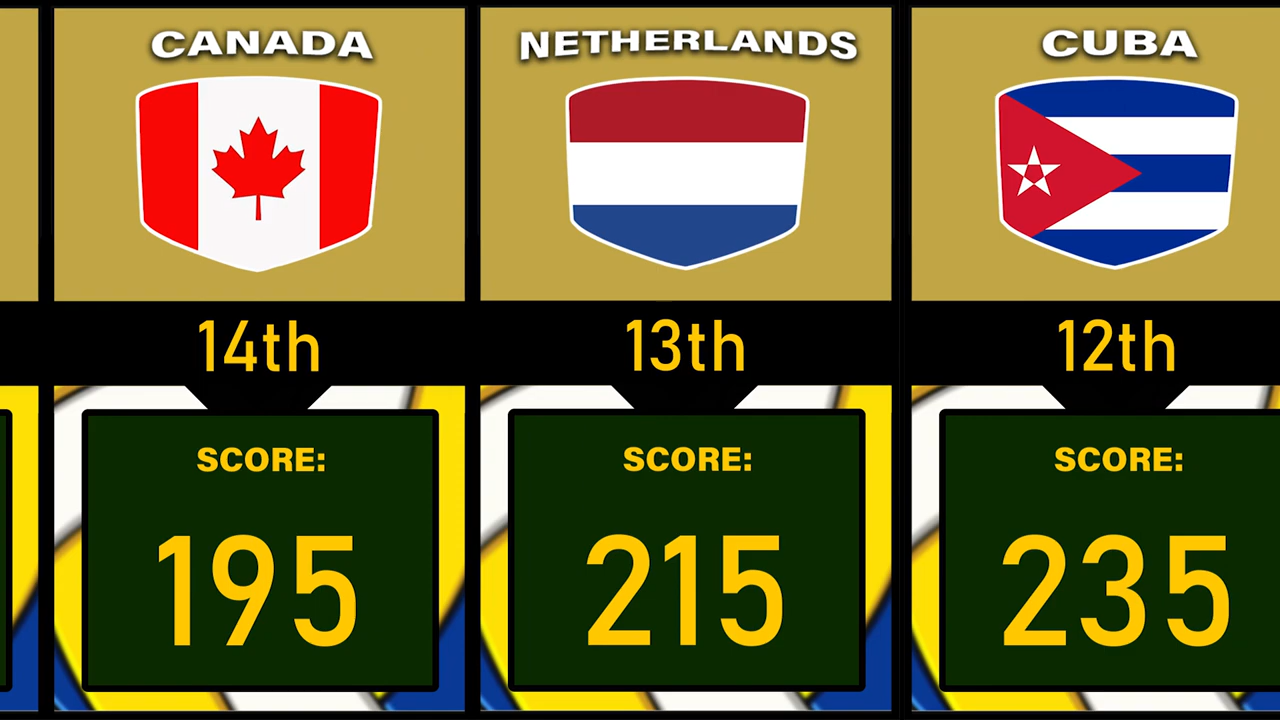 CANADA
14th
SCORE:
195
NETHERLANDS
13th
SCORE:
215
CUBA
12th
SCORE:
235